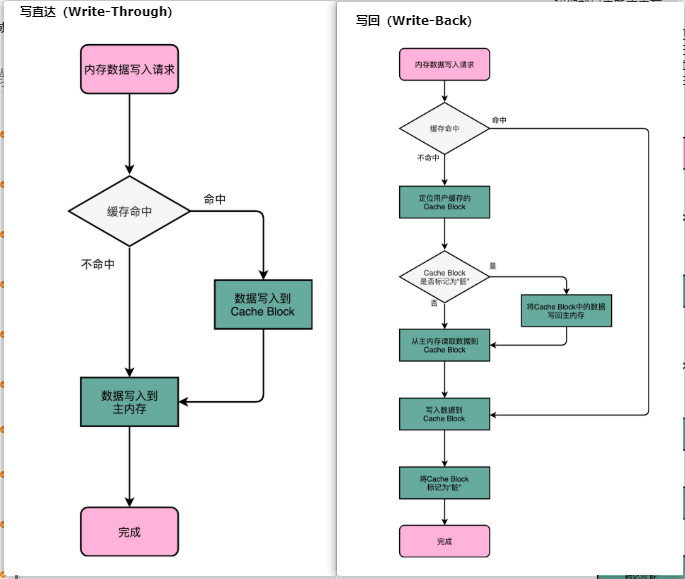 写直达（Write-Through）
内存数据写入请求
缓存命中
命中
不命中
数据写入到
Cache Block
数据写入到
主内存
完成
写回（Write-Back）
内存数据写入请求
缓存命中
命中
不命中
定位用户缓存的
Cache Block
Cache Block
是否标记为“脏”
是
否
将Cache Block中的数据
写回主内存
从主内存读取数据到
Cache Block
写入数据到
Cache Block
将Cache Block
标记为“脏”
完成